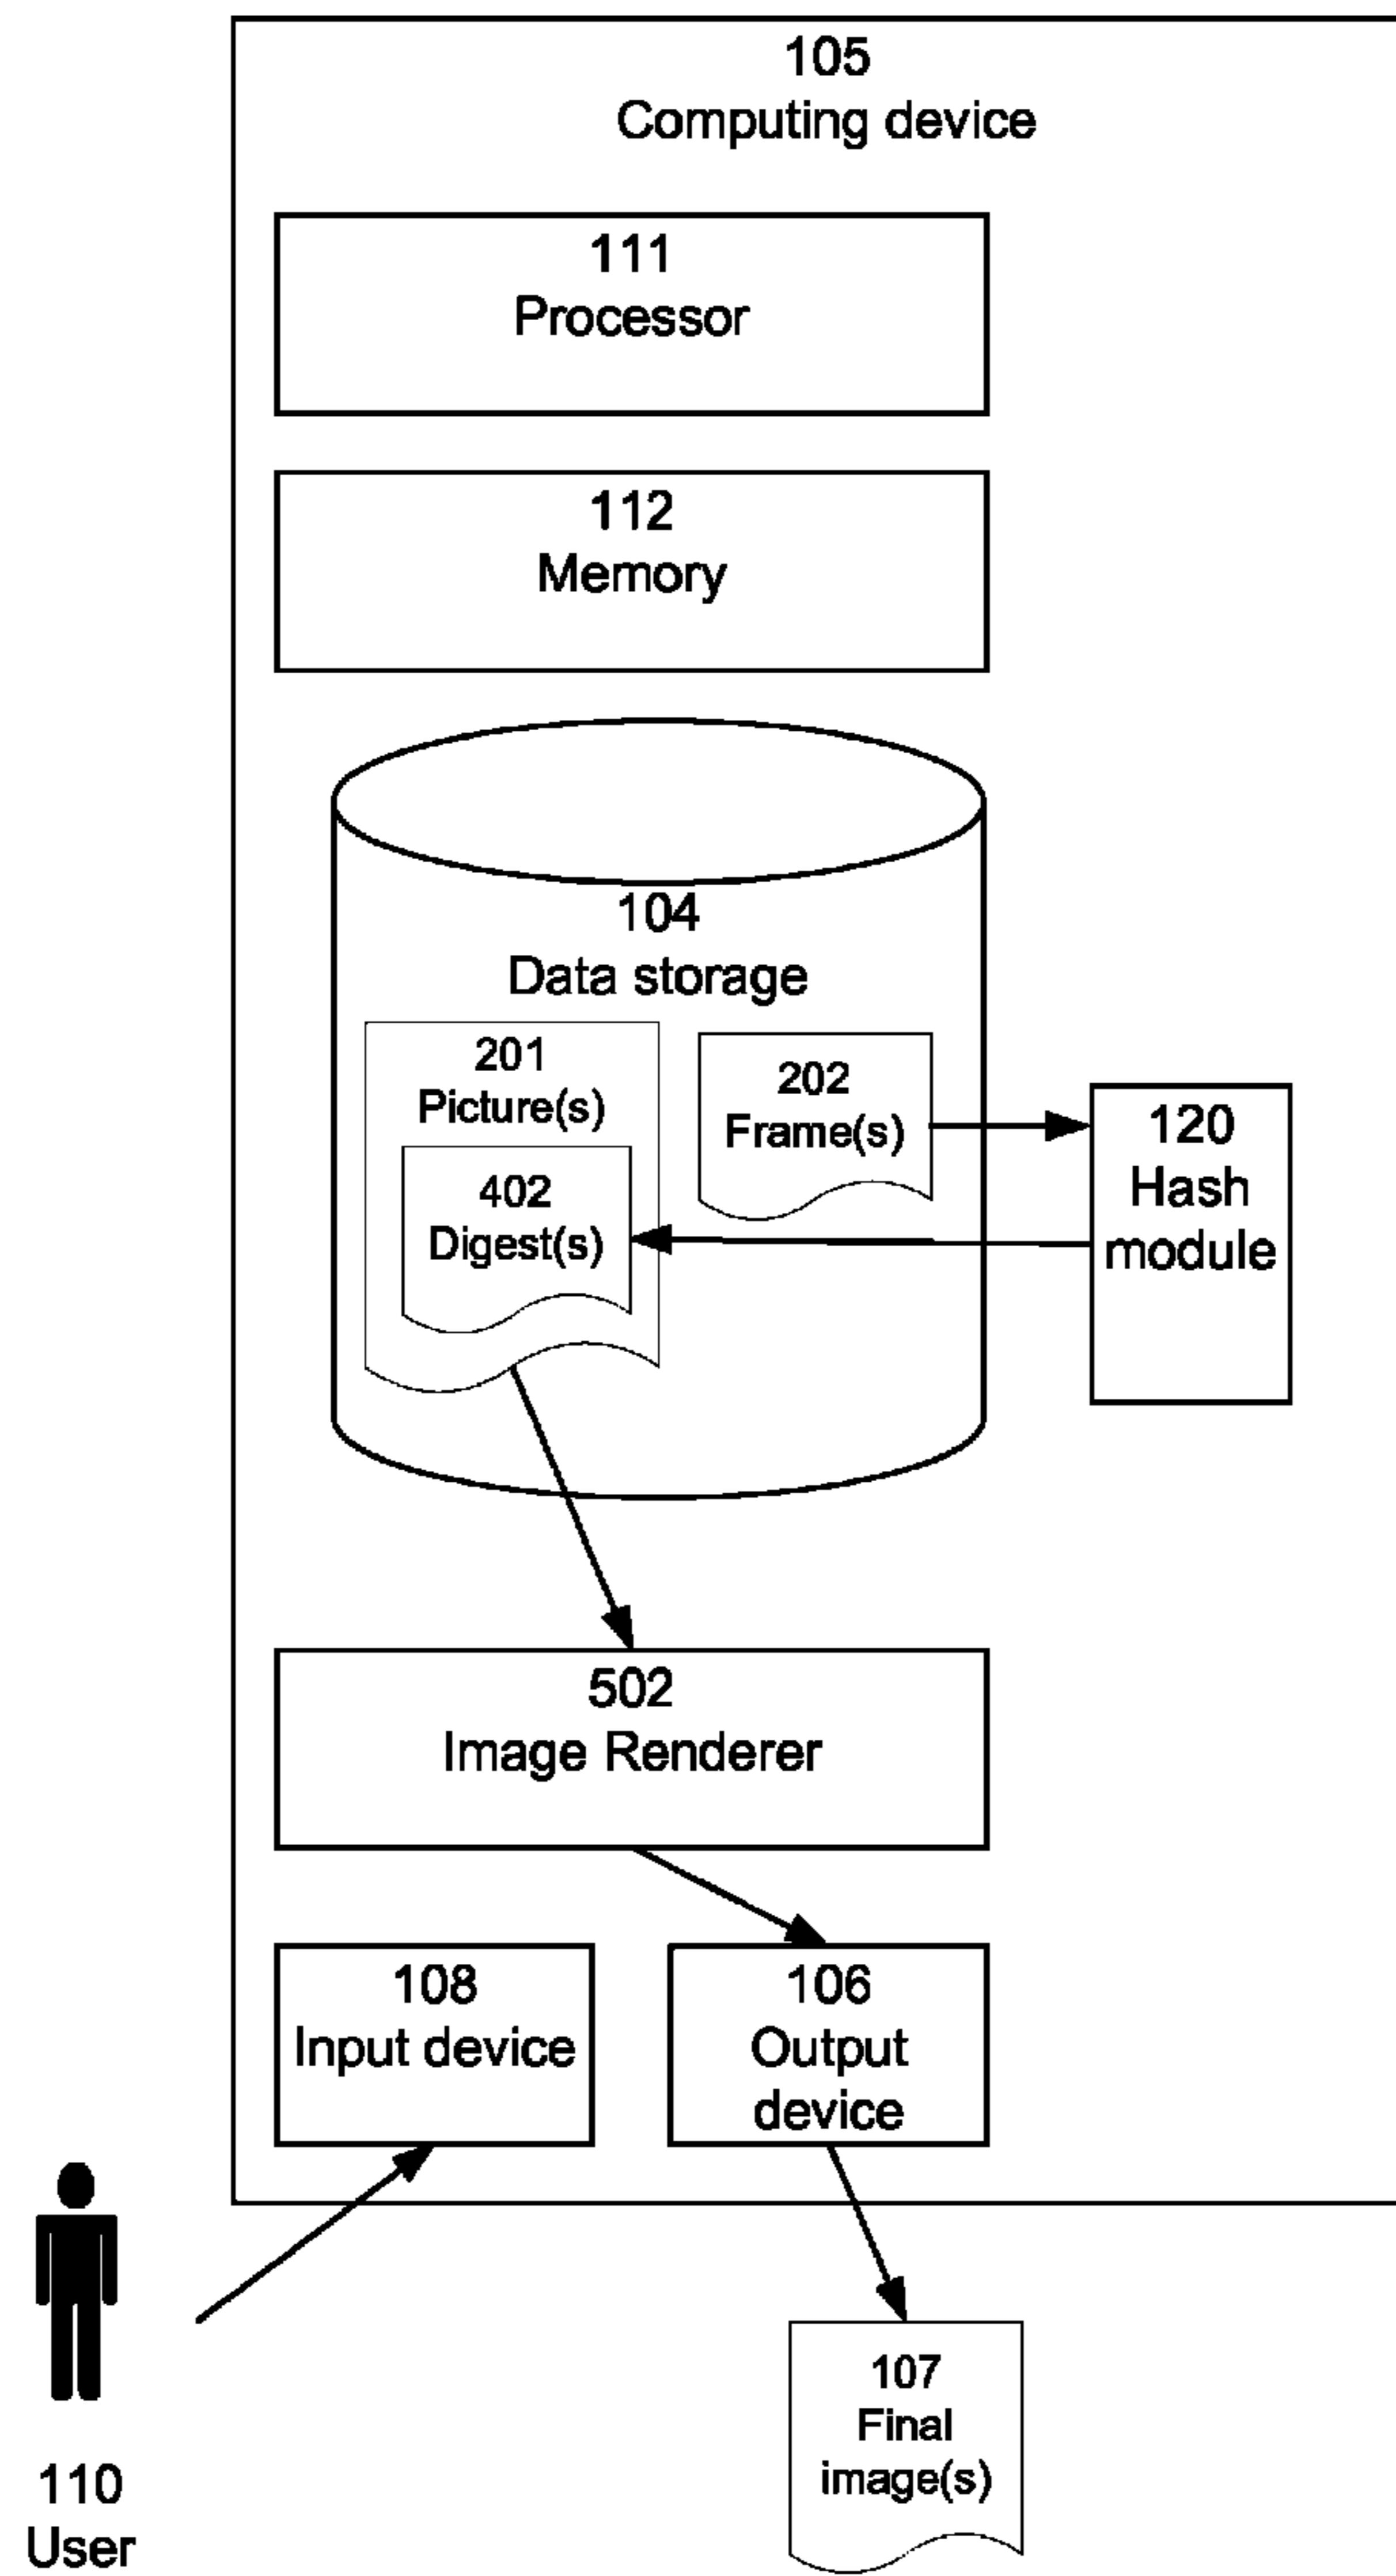 105
Computing device
111
Processor
112
Memory
104
Data storage
201
Picture(s)
202
Frame(s)
402
Digest(s)
120
Hash
module
502
Image Renderer
108
Input device
106
Output
device
110
User
107
Final
image(s)